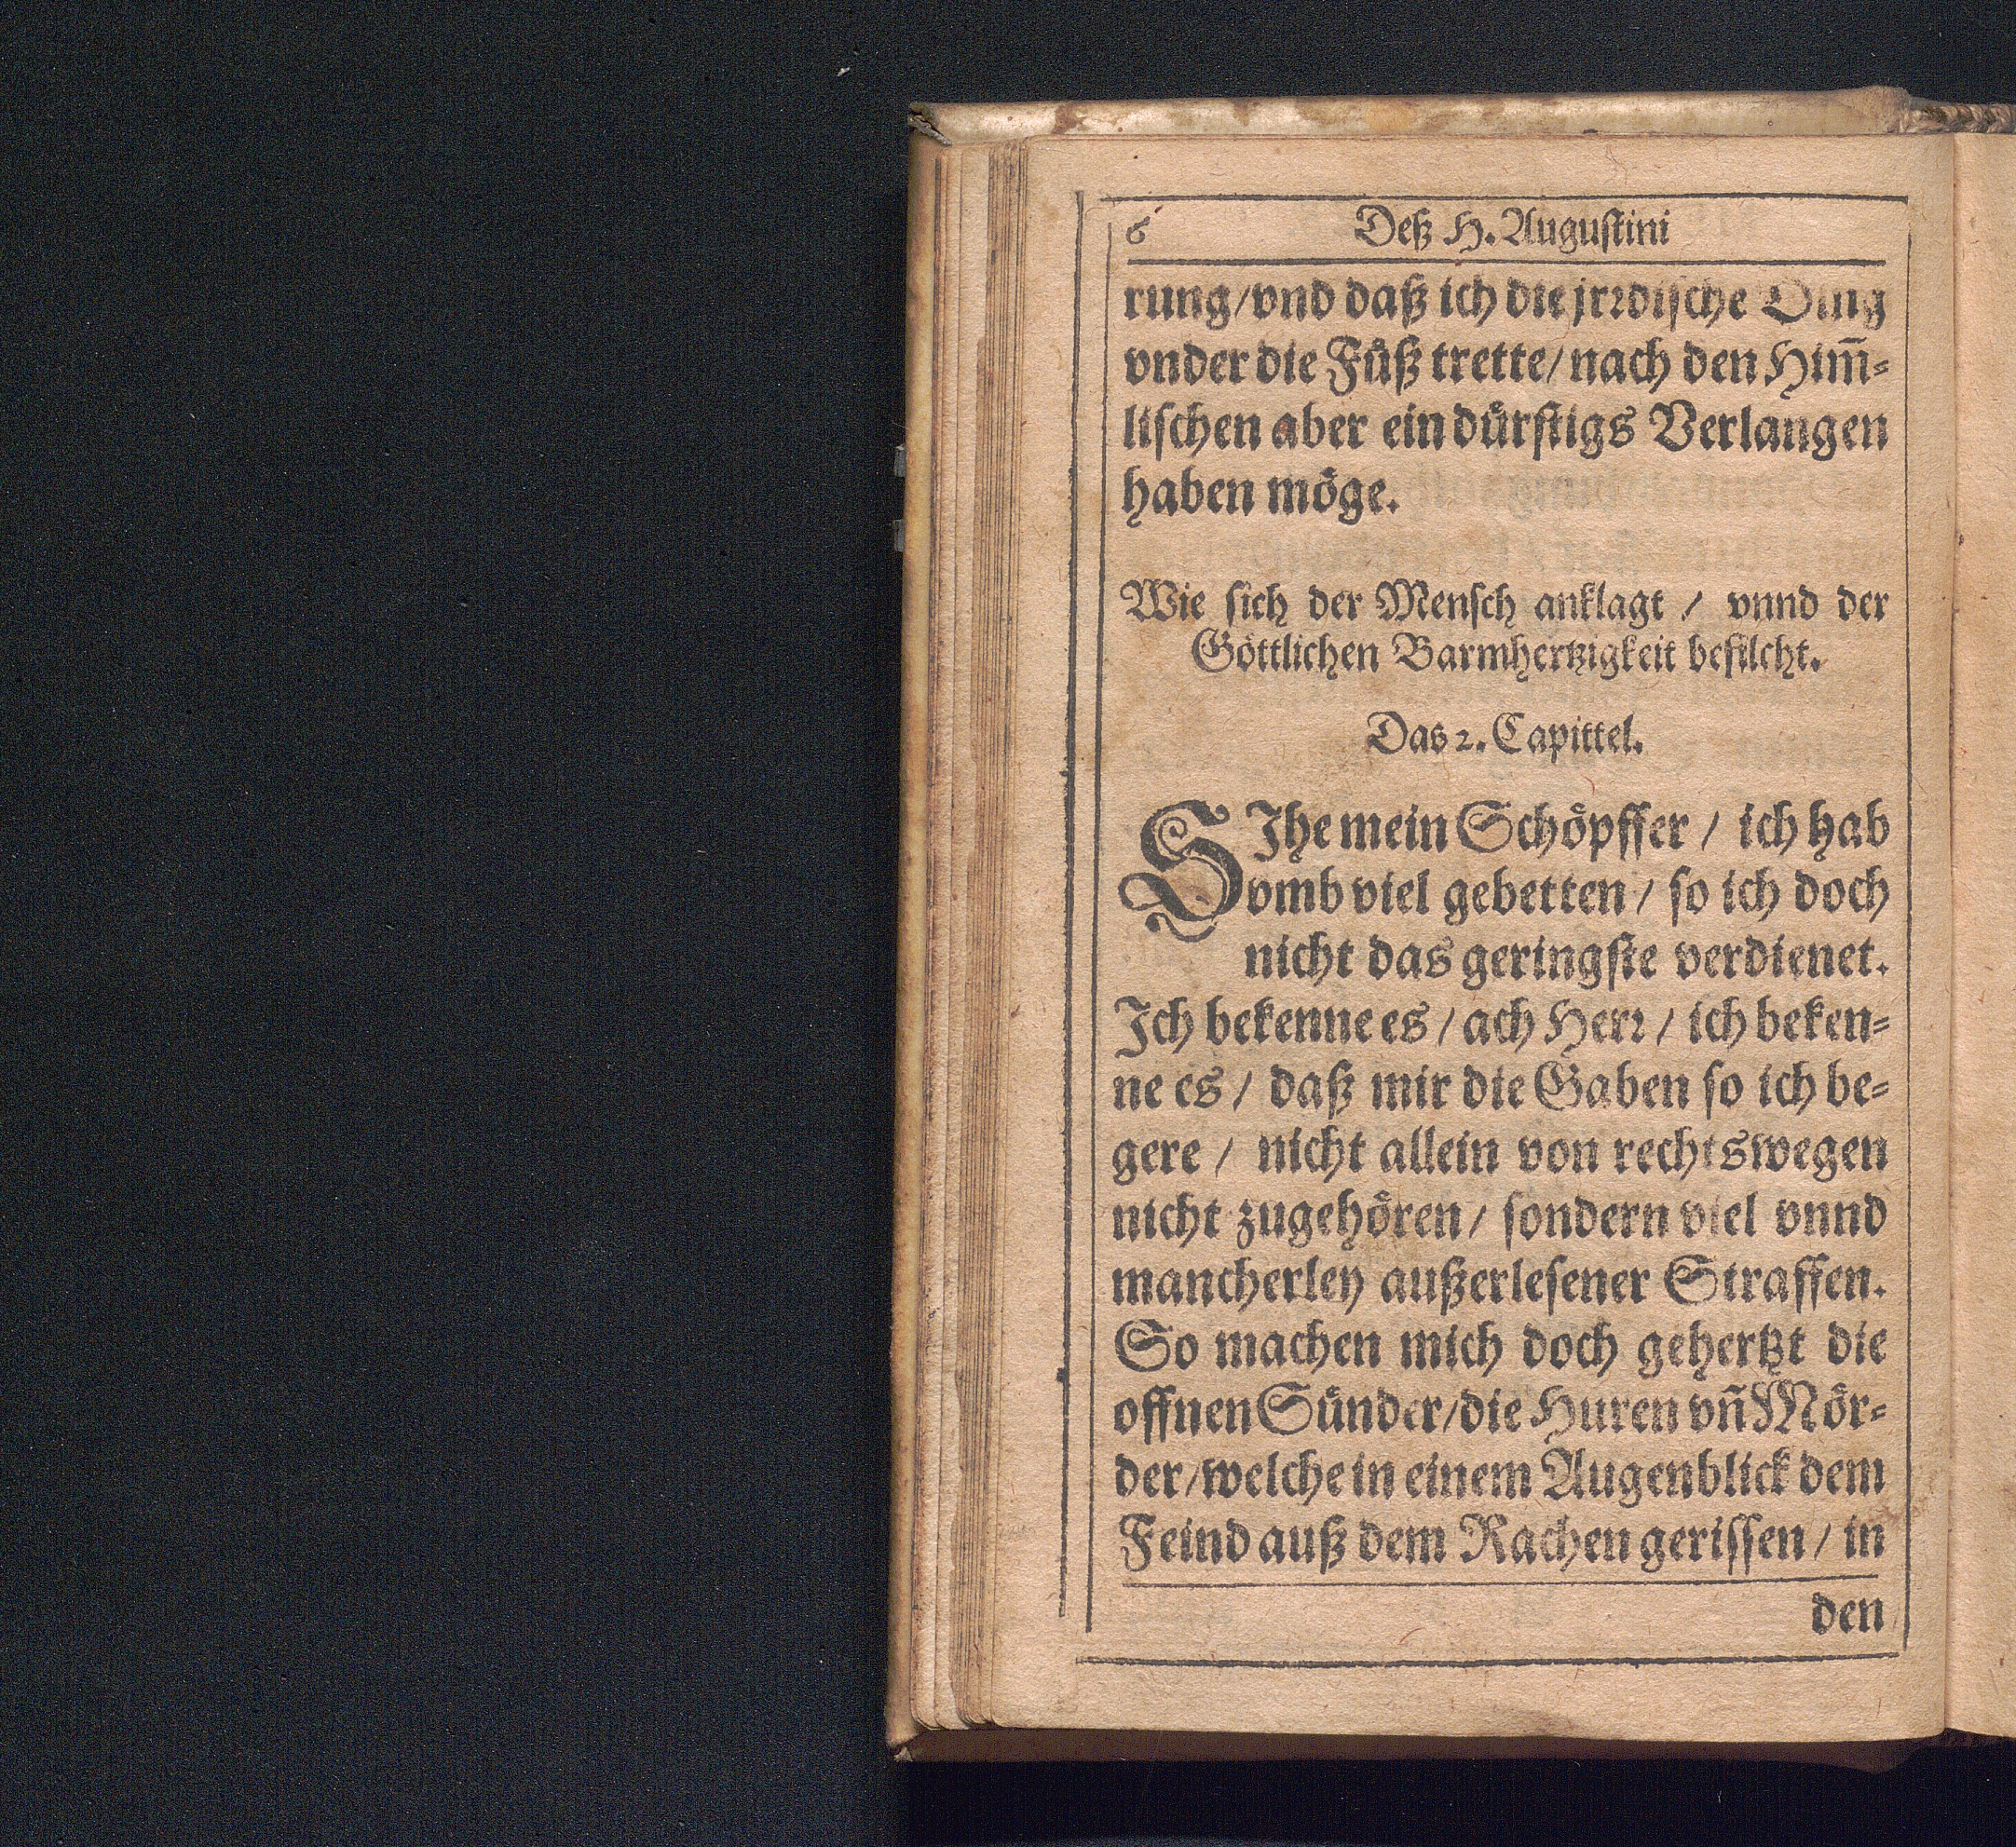 6 Deß H. Augustini
rung/vnd daß ich die jrrdische Ding
vnder die Fůß trette/nach den Him̄-
lischen aber ein důrstigs Verlangen
haben möge.
Wie sich der Mensch anklagt / vnnd der
Göttlichen Barmhertzigkeit befilcht.
Das 2. Capittel.
SIhe mein Schöpffer / ich hab
vmb viel gebetten / so ich doch
nicht das geringste verdienet.
Ich bekenne es / ach Herr / ich beken-
ne es / daß mir die Gaben so ich be-
gere / nicht allein von rechtswegen
nicht zugehören / sondern viel vnnd
mancherley außerlesener Straffen.
So machen mich doch gehertzt die
offnen Sünder/die Huren vn̄ Mör-
der/welche in einem Augenblick dem
Feind auß dem Rachen gerissen / in
den